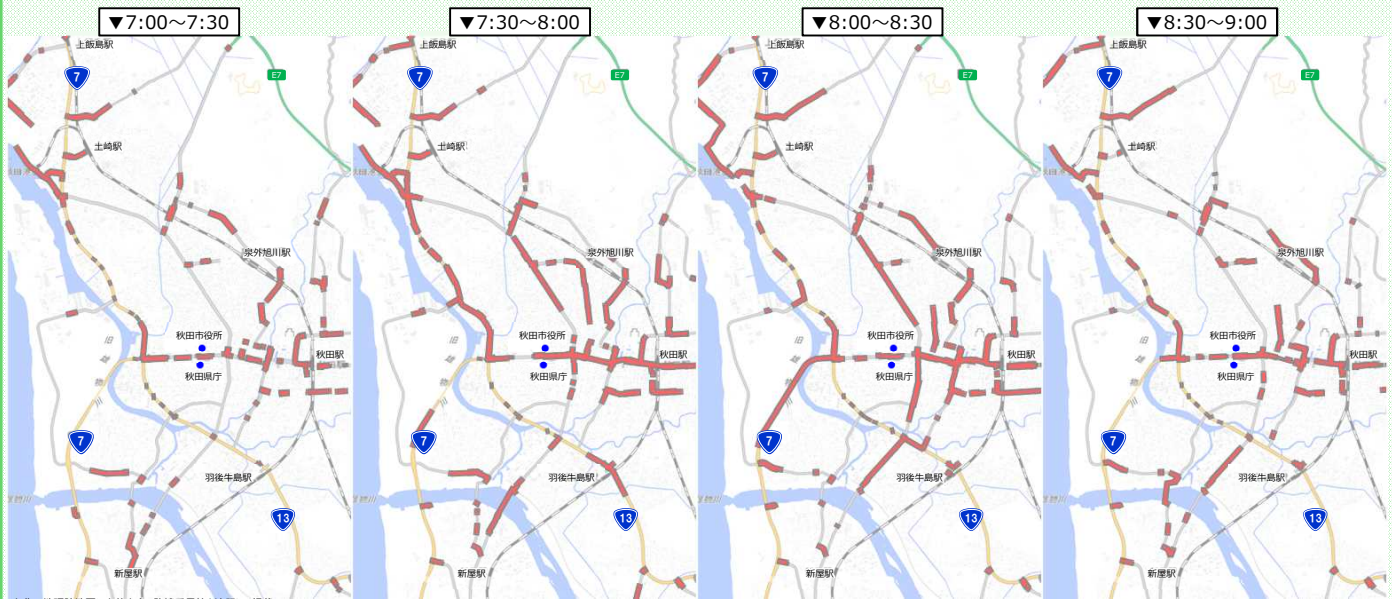 ▼7:00～7:30
▼7:30～8:00
▼8:00～8:30
▼8:30～9:00
上飯島駅
7
E7
土崎駅
泉外旭川駅
秋田市役所
秋田駅
秋田県庁
7
羽後牛島駅
13
新屋駅
上飯島駅
7
E7
土崎駅
泉外旭川駅
秋田市役所
秋田駅
秋田県庁
7
羽後牛島駅
13
新屋駅
上飯島駅
7
E7
土崎駅
泉外旭川駅
秋田市役所
秋田駅
秋田県庁
7
羽後牛島駅
13
新屋駅
上飯島駅
7
E7
土崎駅
泉外旭川駅
秋田市役所
秋田駅
秋田県庁
7
羽後牛島駅
13
新屋駅